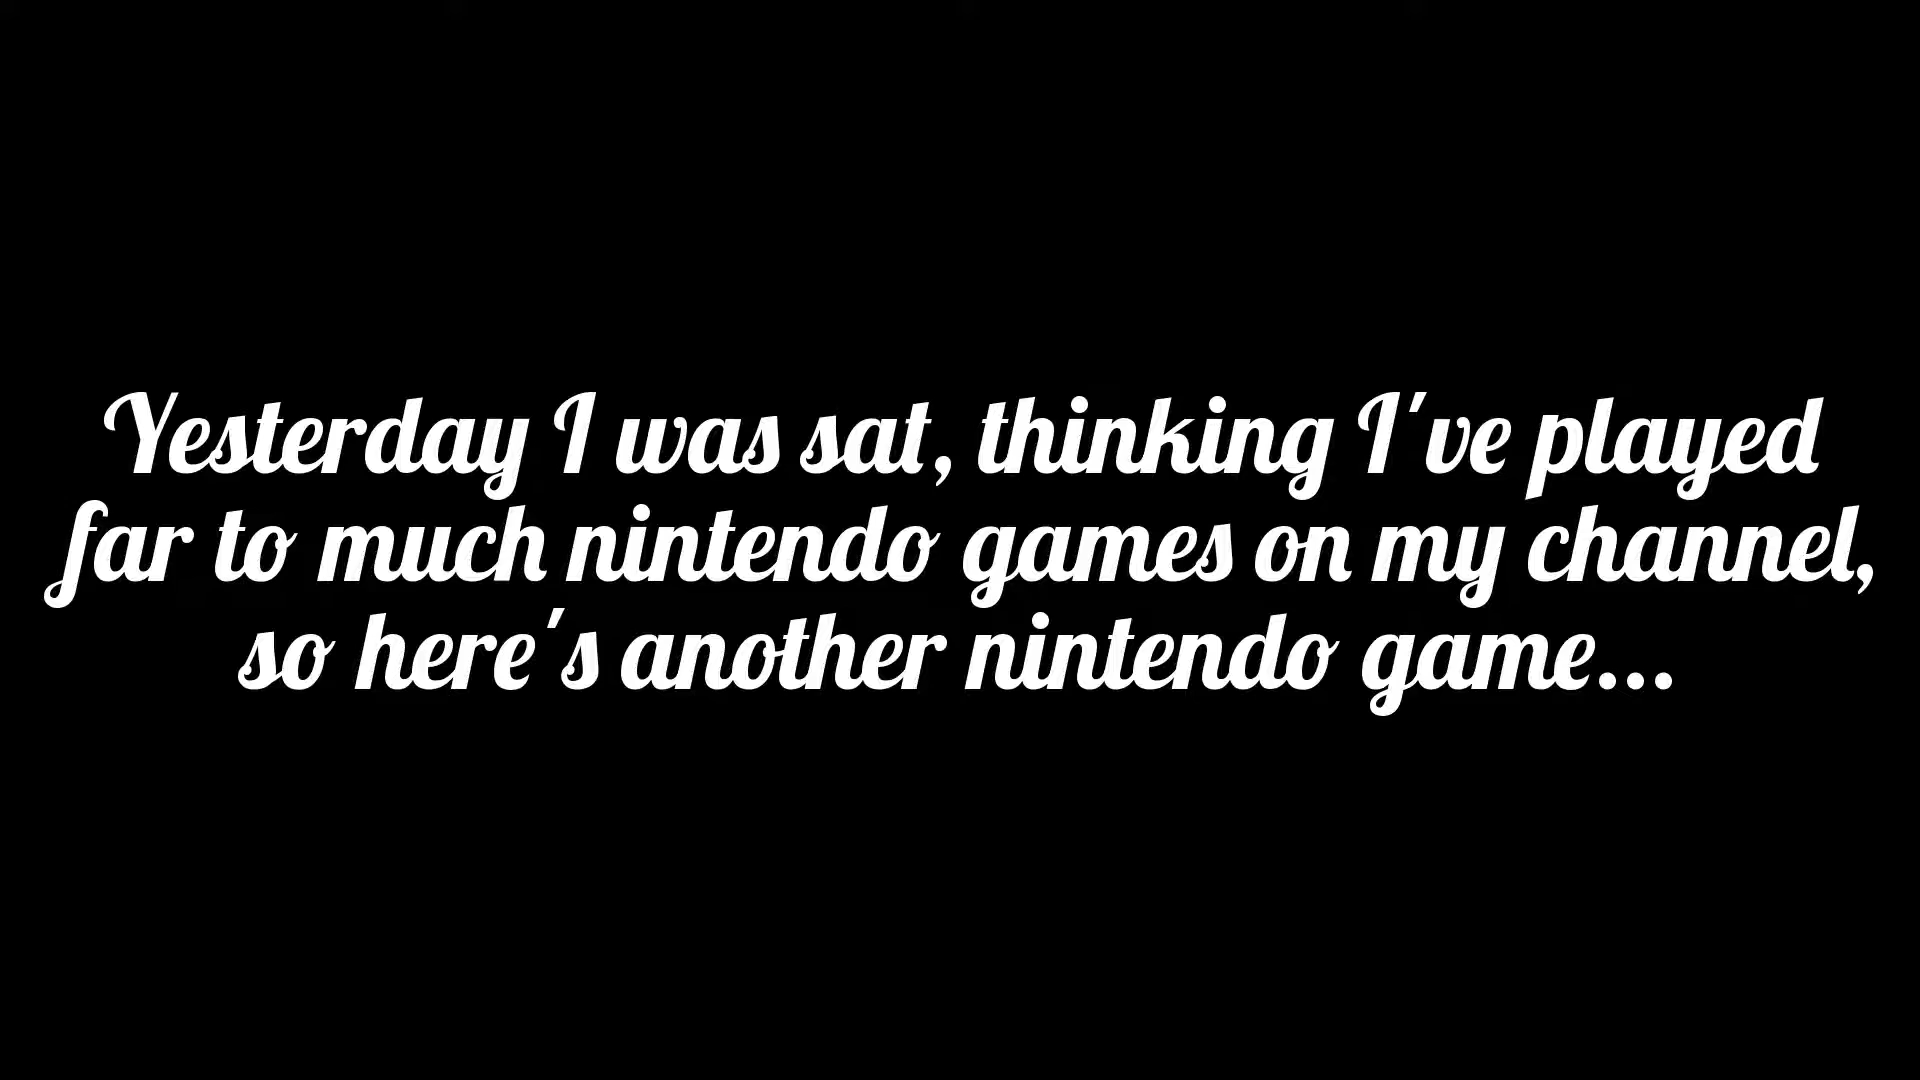 Yesterday I was sat, thinking I've played
far to much nintendo games on my channel,
so here's another nintendo game...